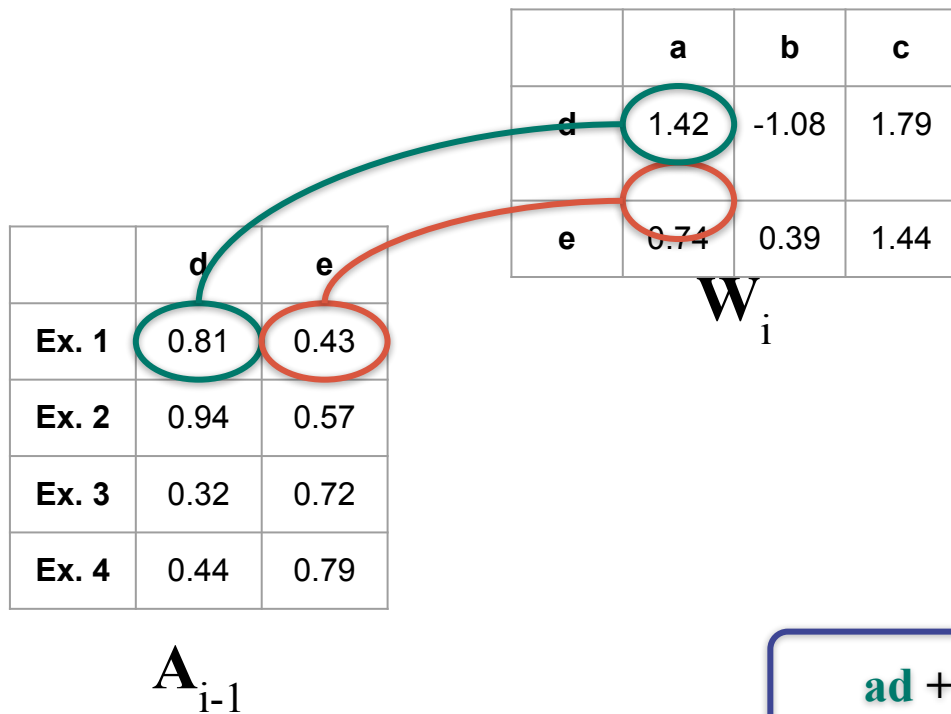 a b c
d 1.42 -1.08 1.79
e 0.74 0.39 1.44
W i
d e
Ex. 1 0.81 0.43
Ex. 2 0.94 0.57
Ex. 3 0.32 0.72
Ex. 4 0.44 0.79
A i-1
ad +